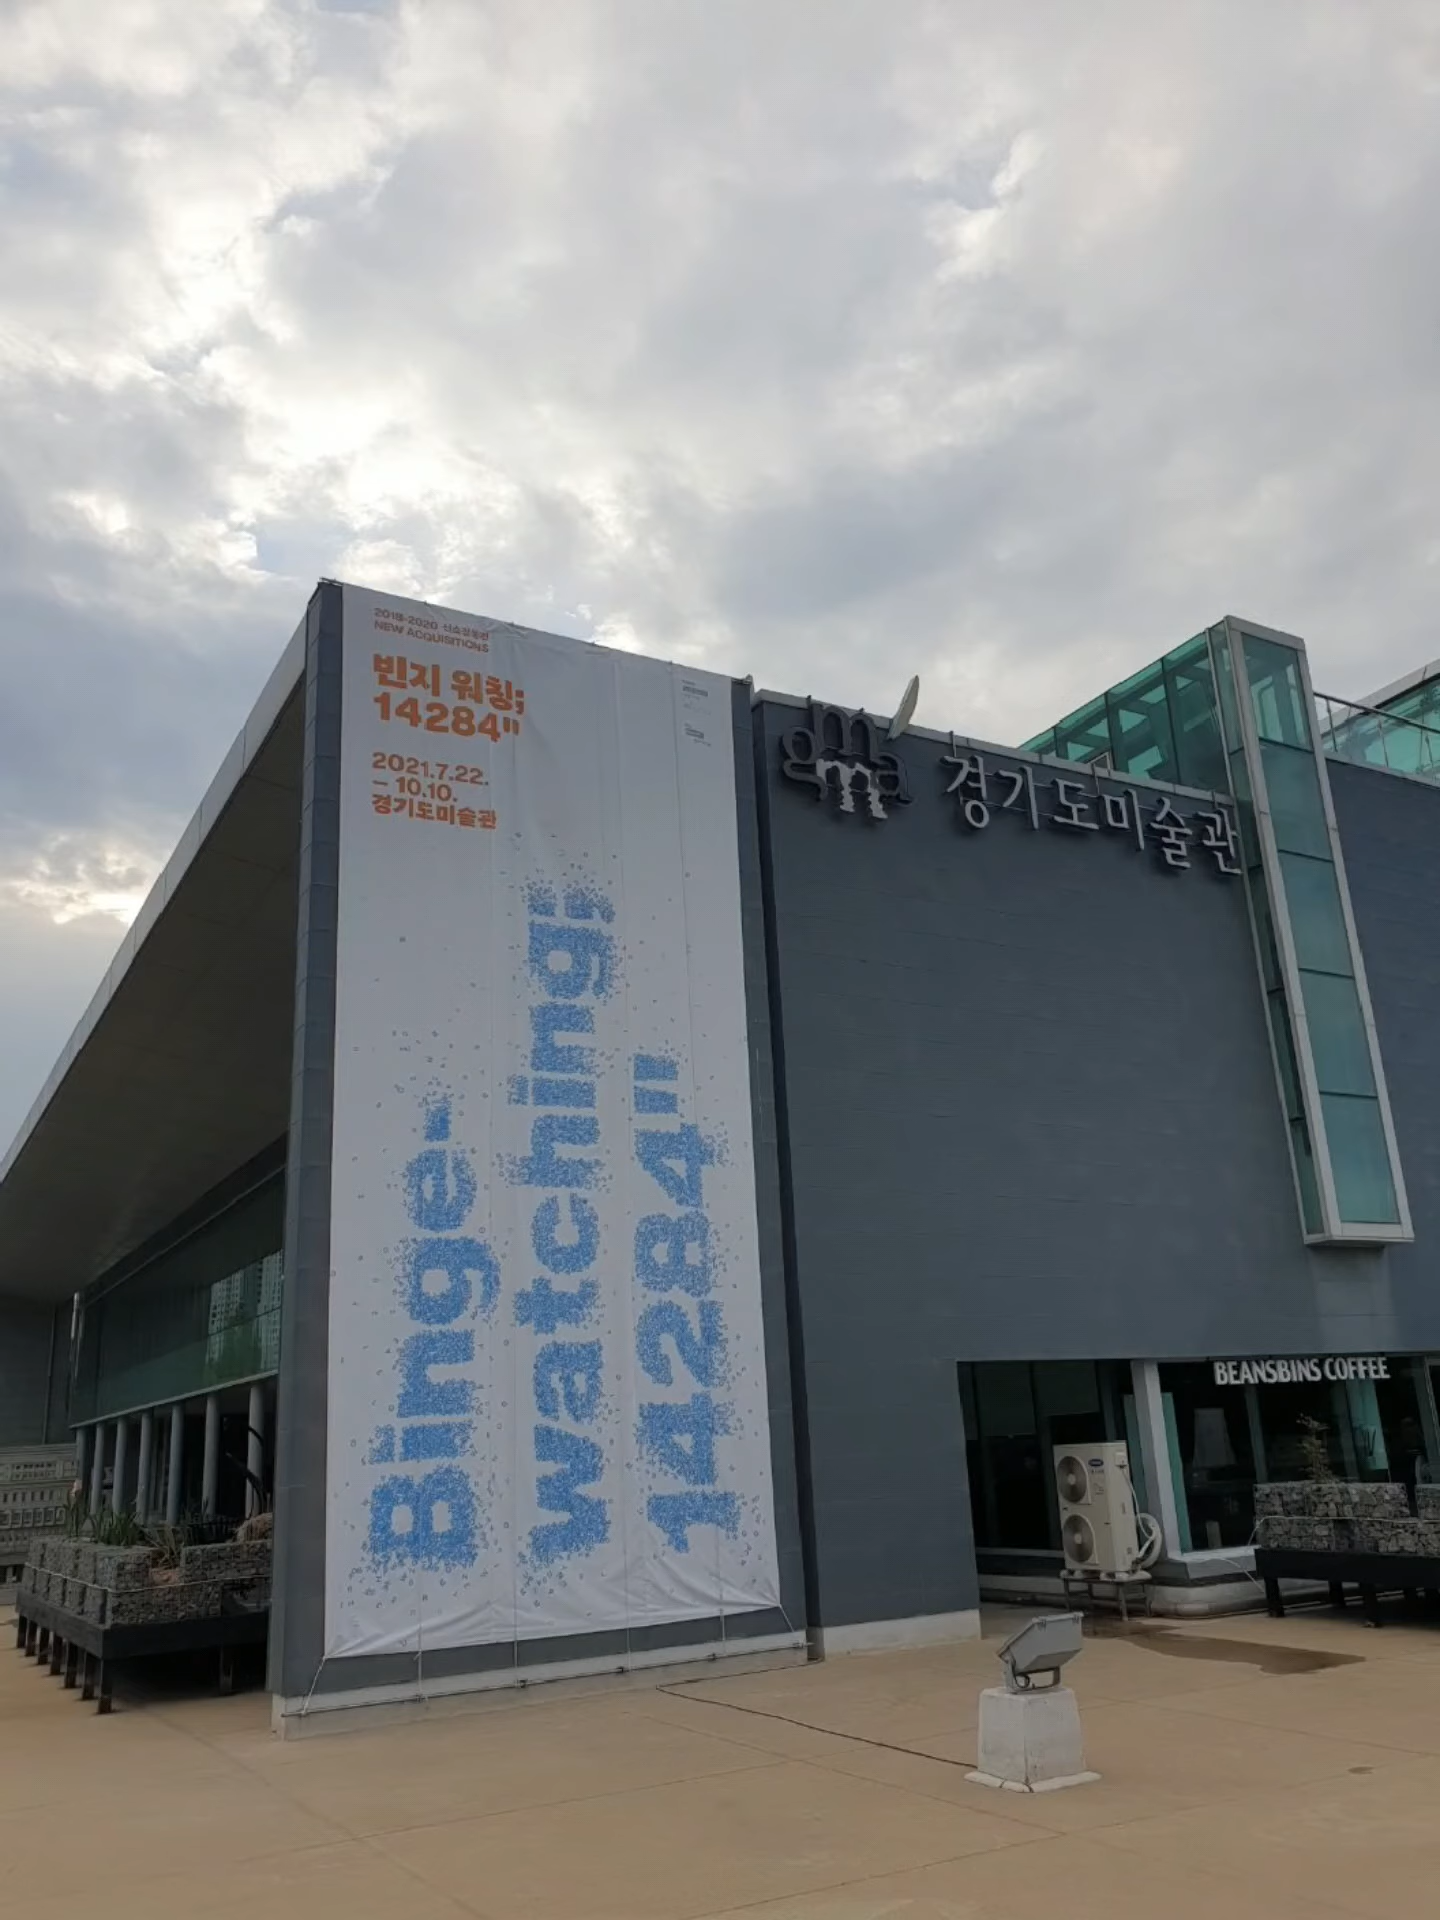 2018-2020 신소장품전
NEW ACQUISITIONS
빈지 워칭;
14284"
2021.7.22.
– 10.10.
경기도미술관
Binge-
watching;
14284"
gma
경기도미술관
BEANSBINS COFFEE